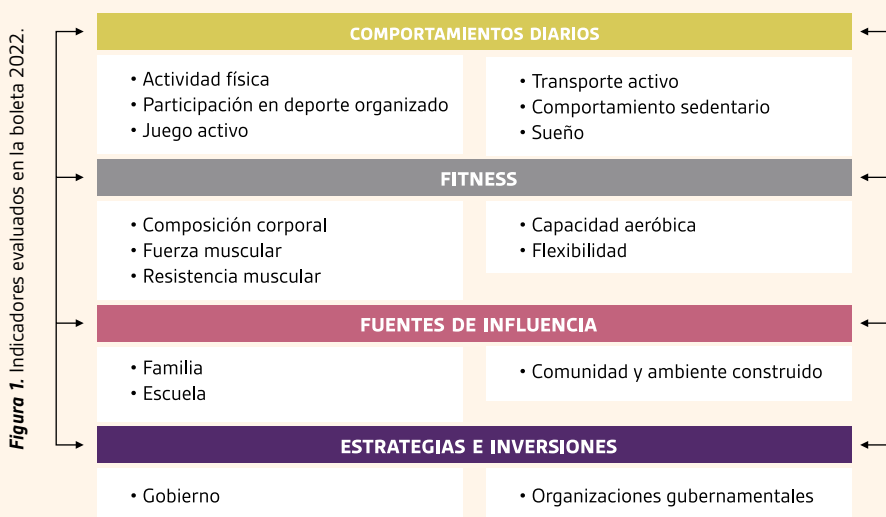 Figura 1. Indicadores evaluados en la boleta 2022.
COMPORTAMIENTOS DIARIOS
• Actividad física
• Participación en deporte organizado
• Juego activo
• Transporte activo
• Comportamiento sedentario
• Sueño
FITNESS
• Composición corporal
• Fuerza muscular
• Resistencia muscular
• Capacidad aeróbica
• Flexibilidad
FUENTES DE INFLUENCIA
• Familia
• Escuela
• Comunidad y ambiente construido
ESTRATEGIAS E INVERSIONES
• Gobierno
• Organizaciones gubernamentales